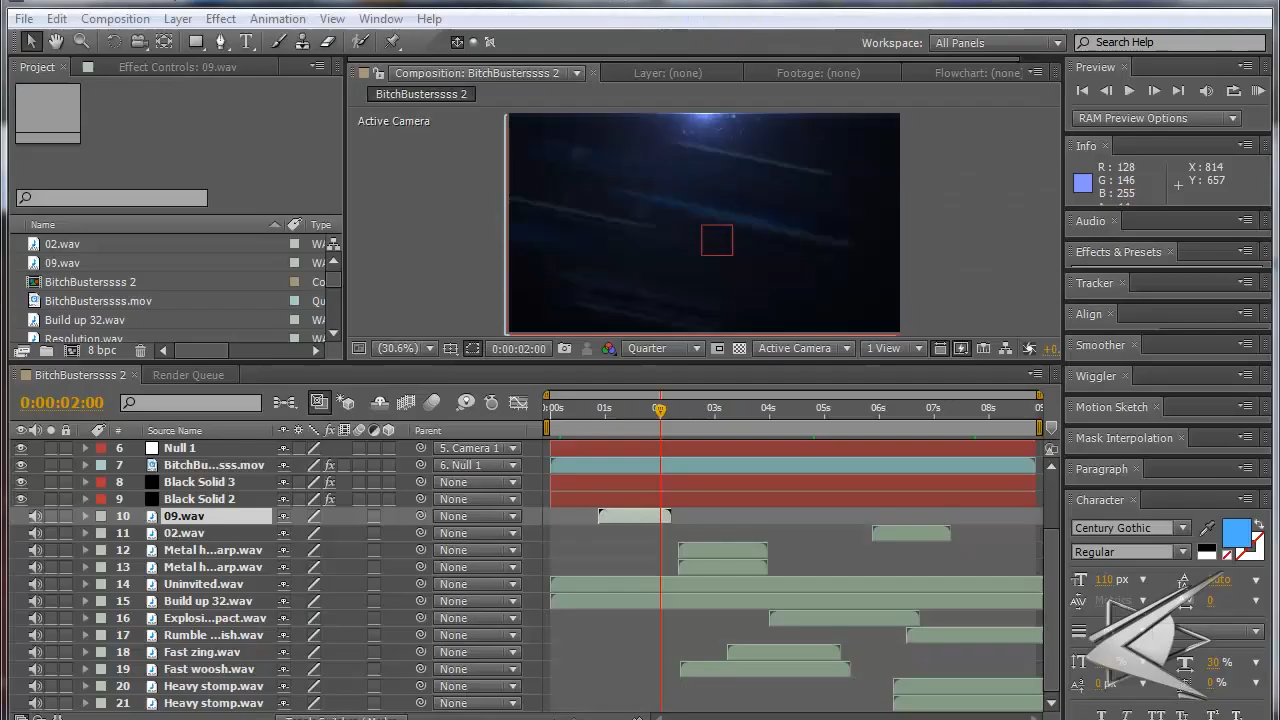 File Edit Composition Layer Effect Animation View Window Help
Workspace: All Panels Search Help
Project Effect Controls: 09.wav
Composition: BitchBusterssss 2 Layer: (none) Footage: (none) Flowchart: (none)
BitchBusterssss 2
Active Camera
Name Type
02.wav
09.wav
BitchBusterssss 2 Co
BitchBusterssss.mov Qu
Build up 32.wav
Resolution.wav
8 bpc
(30.6%) 0:00:02:00 Quarter Active Camera 1 View
Preview
RAM Preview Options
Info
R: 128 X: 814
G: 146 Y: 657
B: 255
Audio
Effects & Presets
Tracker
Align
Smoother
Wiggler
Motion Sketch
Mask Interpolation
Paragraph
Character
Century Gothic
Regular
110 px
0
30 %
0 px 0 %
BitchBusterssss 2 Render Queue
0:00:02:00
:00s 01s 03s 04s 05s 06s 07s 08s
# Source Name Parent
6 Null 1 5. Camera 1
7 BitchBu...sss.mov 6. Null 1
8 Black Solid 3 None
9 Black Solid 2 None
10 09.wav None
11 02.wav None
12 Metal h...arp.wav None
13 Metal h...arp.wav None
14 Uninvited.wav None
15 Build up 32.wav None
16 Explosi...pact.wav None
17 Rumble ...ish.wav None
18 Fast zing.wav None
19 Fast woosh.wav None
20 Heavy stomp.wav None
21 Heavy stomp.wav None